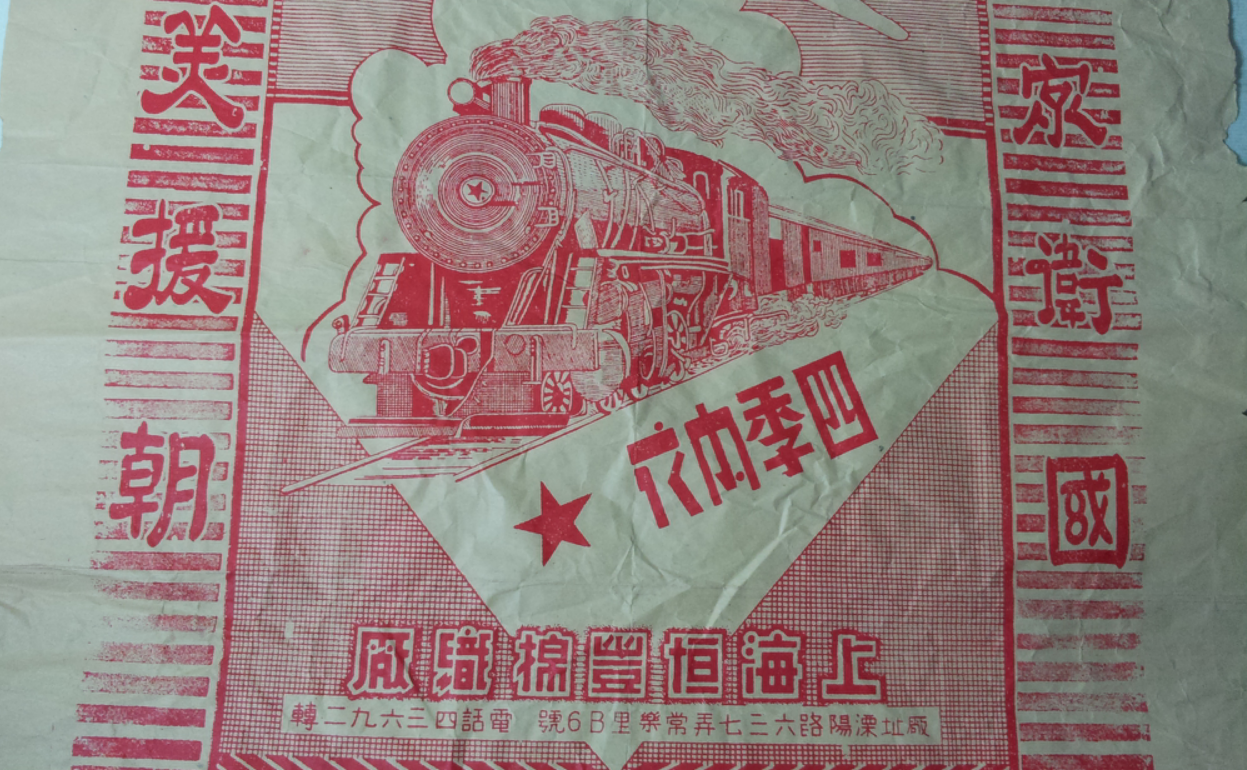 家衛國
美援朝
四季内衣
上海恒豐棉織厰
廠址溧陽路六三七弄常樂里B6號 電話四三六九二轉